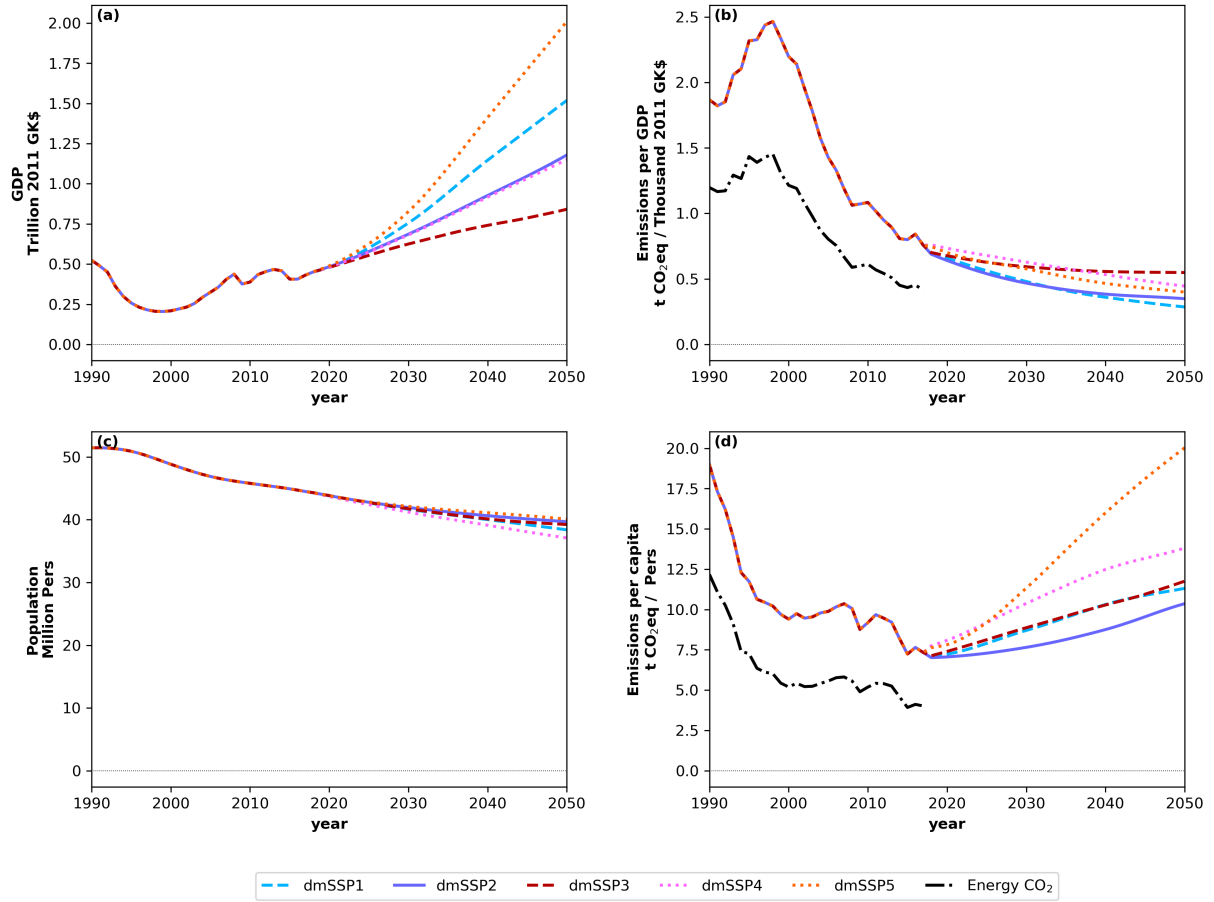 (a)
GDP
Trillion 2011 GK$
2.00
1.75
1.50
1.25
1.00
0.75
0.50
0.25
0.00
1990 2000 2010 2020 2030 2040 2050
year
(b)
Emissions per GDP
t CO₂eq / Thousand 2011 GK$
2.5
2.0
1.5
1.0
0.5
0.0
1990 2000 2010 2020 2030 2040 2050
year
(c)
Population
Million Pers
50
40
30
20
10
0
1990 2000 2010 2020 2030 2040 2050
year
(d)
Emissions per capita
t CO₂eq / Pers
20.0
17.5
15.0
12.5
10.0
7.5
5.0
2.5
0.0
1990 2000 2010 2020 2030 2040 2050
year
dmSSP1 dmSSP2 dmSSP3 dmSSP4 dmSSP5 Energy CO₂